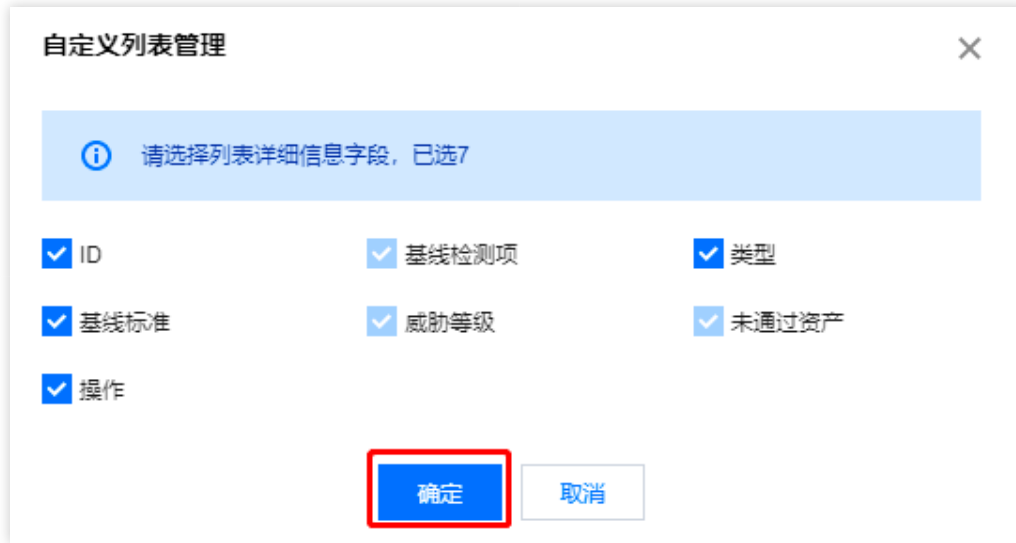 自定义列表管理
请选择列表详细信息字段，已选7
ID 基线检测项 类型
基线标准 威胁等级 未通过资产
操作
确定 取消